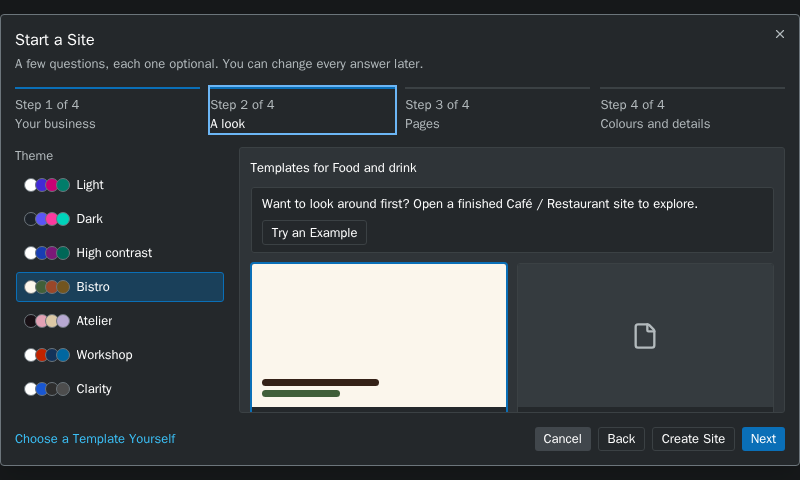 Start a Site
A few questions, each one optional. You can change every answer later.
Step 1 of 4
Your business
Step 2 of 4
A look
Step 3 of 4
Pages
Step 4 of 4
Colours and details
Theme
Light
Dark
High contrast
Bistro
Atelier
Workshop
Clarity
Templates for Food and drink
Want to look around first? Open a finished Café / Restaurant site to explore.
Try an Example
Choose a Template Yourself
Cancel
Back
Create Site
Next